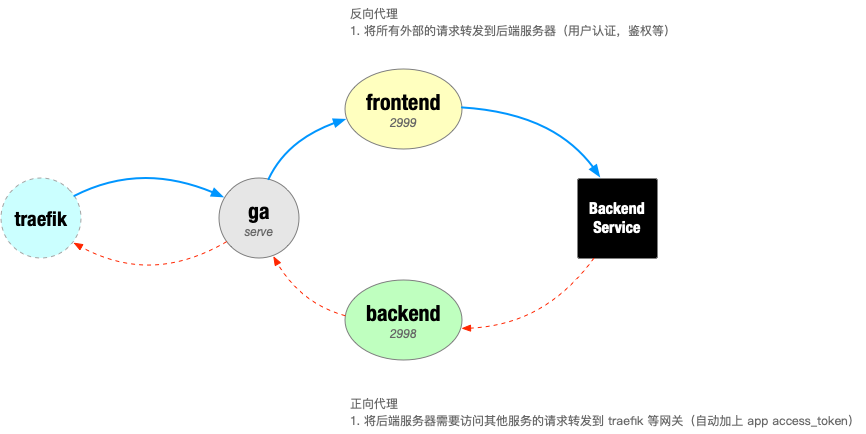 反向代理
1. 将所有外部的请求转发到后端服务器（用户认证，鉴权等）
frontend
2999
traefik
ga
serve
Backend
Service
backend
2998
正向代理
1. 将后端服务器需要访问其他服务的请求转发到 traefik 等网关（自动加上 app access_token）